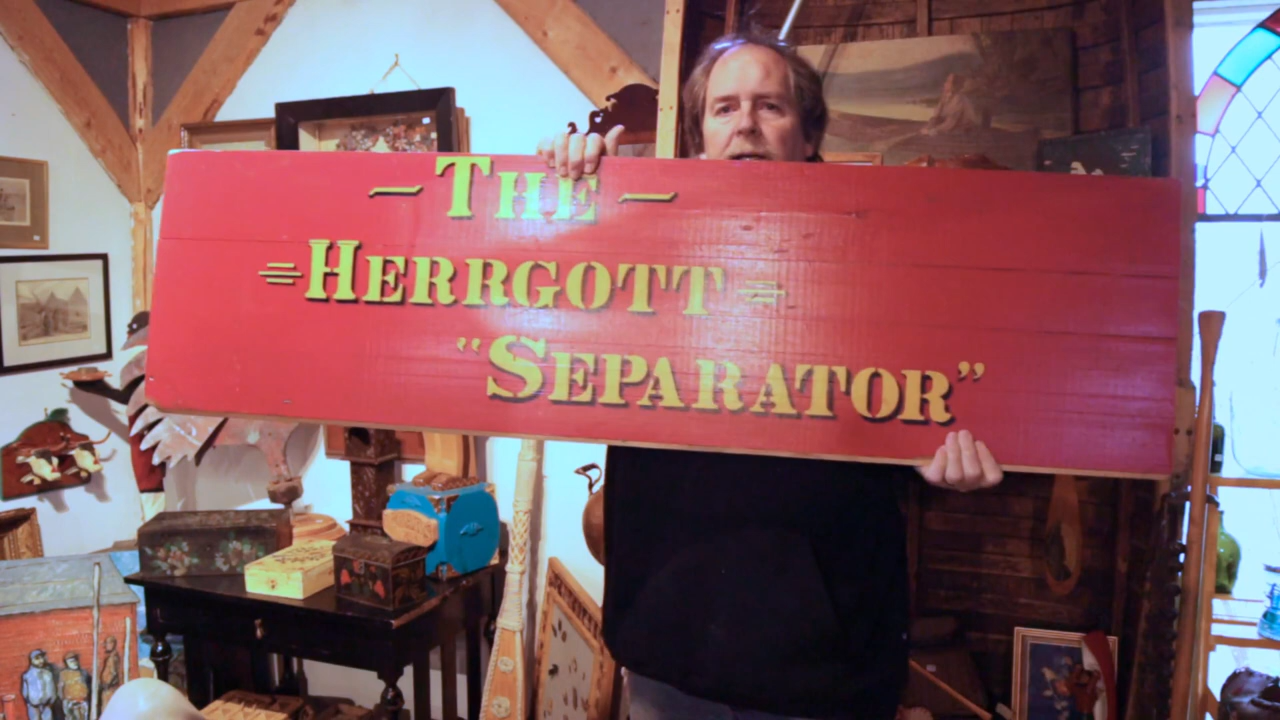 — THE —
= HERRGOTT =
“SEPARATOR”